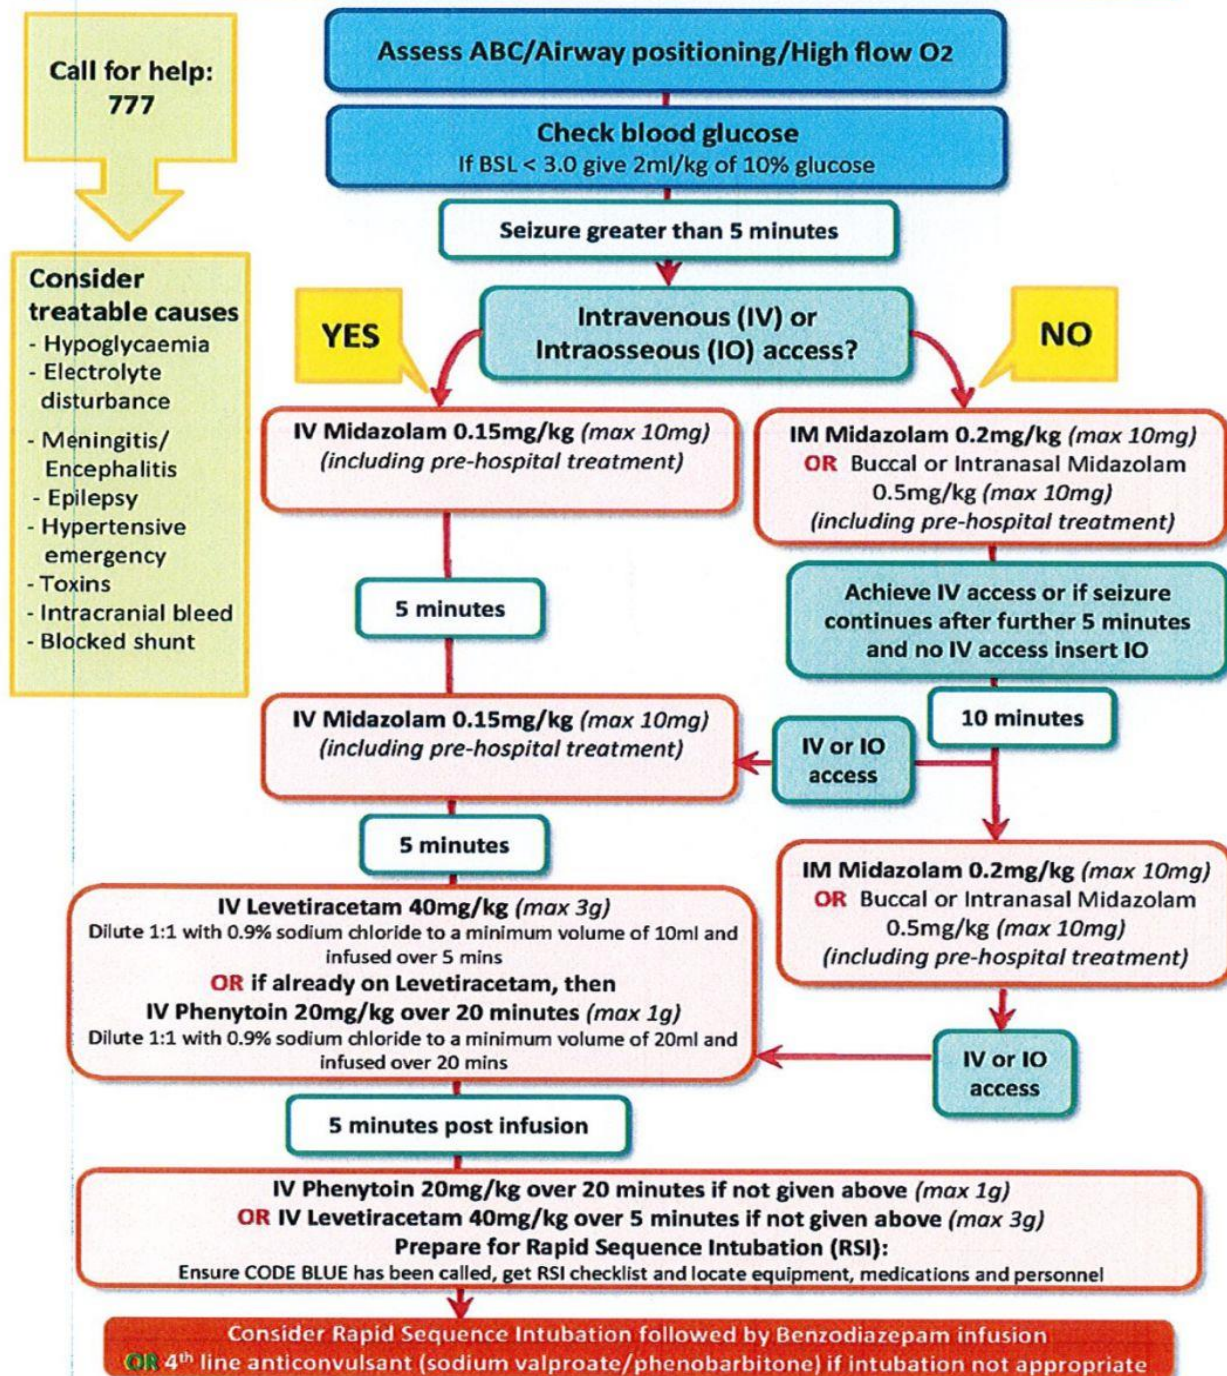 Assess ABC/Airway positioning/High flow O2
Call for help:
777
Check blood glucose
If BSL < 3.0 give 2ml/kg of 10% glucose
Seizure greater than 5 minutes
Consider
treatable causes
- Hypoglycaemia
- Electrolyte
disturbance
- Meningitis/
Encephalitis
- Epilepsy
- Hypertensive
emergency
- Toxins
- Intracranial bleed
- Blocked shunt
Intravenous (IV) or
Intraosseous (IO) access?
YES
NO
IV Midazolam 0.15mg/kg (max 10mg)
(including pre-hospital treatment)
IM Midazolam 0.2mg/kg (max 10mg)
OR Buccal or Intranasal Midazolam
0.5mg/kg (max 10mg)
(including pre-hospital treatment)
5 minutes
Achieve IV access or if seizure
continues after further 5 minutes
and no IV access insert IO
10 minutes
IV Midazolam 0.15mg/kg (max 10mg)
(including pre-hospital treatment)
IV or IO
access
5 minutes
IM Midazolam 0.2mg/kg (max 10mg)
OR Buccal or Intranasal Midazolam
0.5mg/kg (max 10mg)
(including pre-hospital treatment)
IV Levetiracetam 40mg/kg (max 3g)
Dilute 1:1 with 0.9% sodium chloride to a minimum volume of 10ml and
infused over 5 mins
OR if already on Levetiracetam, then
IV Phenytoin 20mg/kg over 20 minutes (max 1g)
Dilute 1:1 with 0.9% sodium chloride to a minimum volume of 20ml and
infused over 20 mins
IV or IO
access
5 minutes post infusion
IV Phenytoin 20mg/kg over 20 minutes if not given above (max 1g)
OR IV Levetiracetam 40mg/kg over 5 minutes if not given above (max 3g)
Prepare for Rapid Sequence Intubation (RSI):
Ensure CODE BLUE has been called, get RSI checklist and locate equipment, medications and personnel
Consider Rapid Sequence Intubation followed by Benzodiazepam infusion
OR 4th line anticonvulsant (sodium valproate/phenobarbitone) if intubation not appropriate